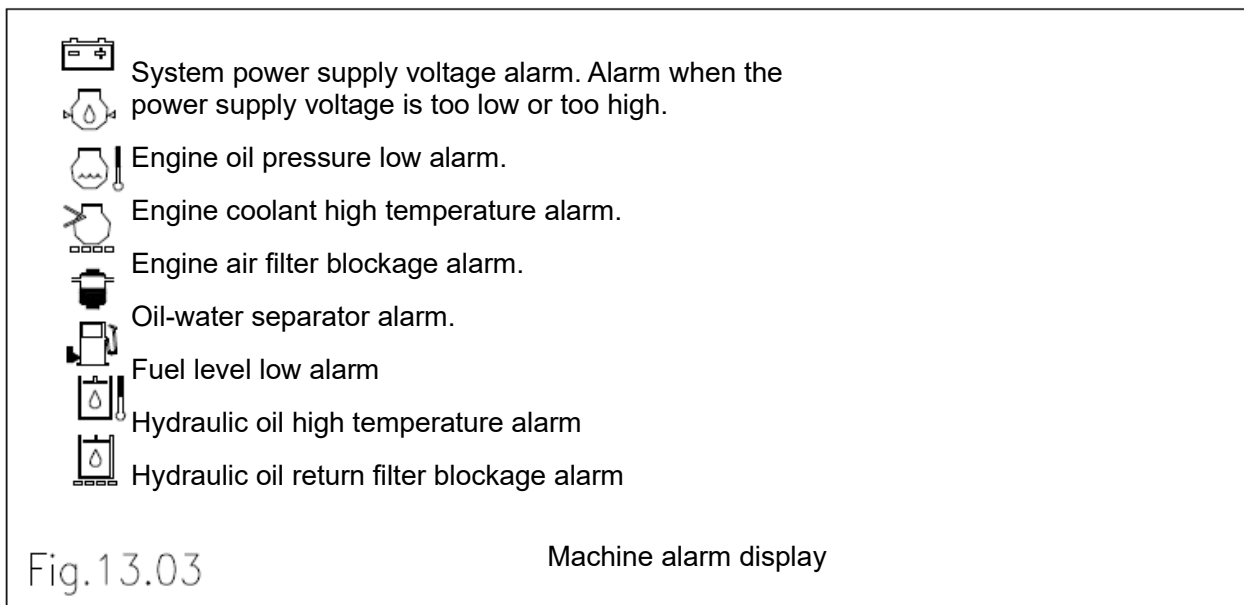 System power supply voltage alarm. Alarm when the
power supply voltage is too low or too high.
Engine oil pressure low alarm.
Engine coolant high temperature alarm.
Engine air filter blockage alarm.
Oil-water separator alarm.
Fuel level low alarm
Hydraulic oil high temperature alarm
Hydraulic oil return filter blockage alarm
Machine alarm display
Fig.13.03